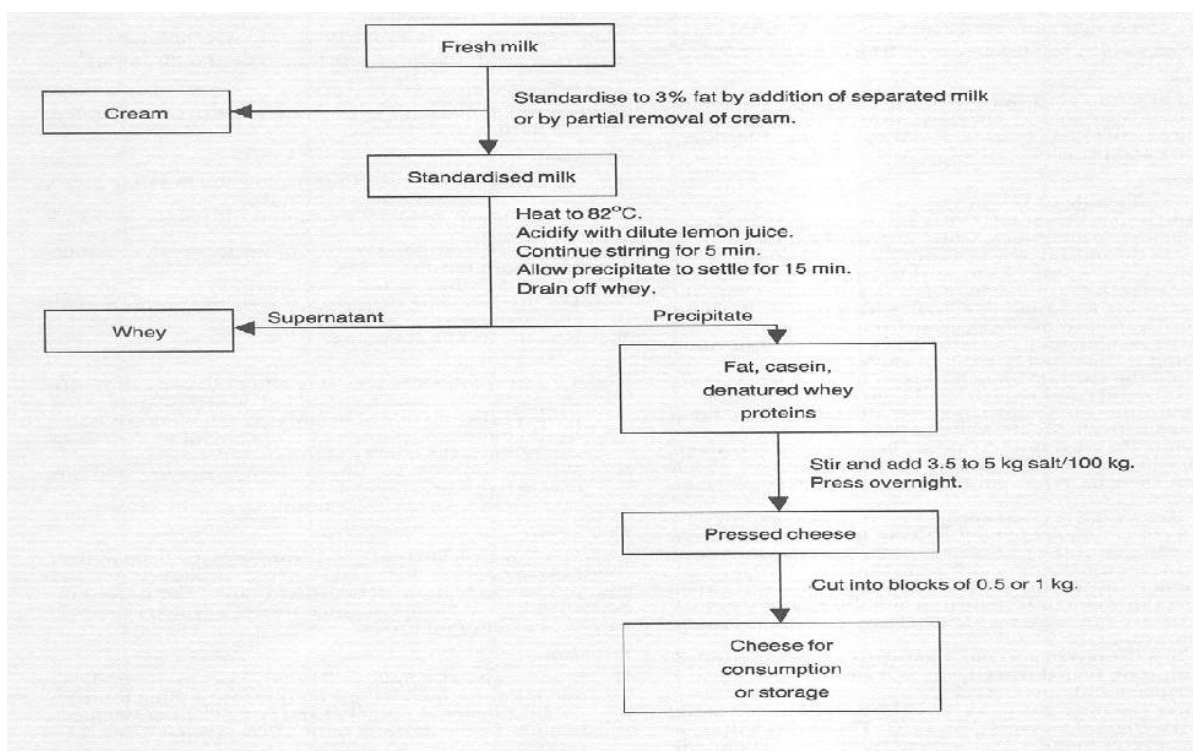 Fresh milk
Standardise to 3% fat by addition of separated milk
or by partial removal of cream.
Cream
Standardised milk
Heat to 82°C.
Acidify with dilute lemon juice.
Continue stirring for 5 min.
Allow precipitate to settle for 15 min.
Drain off whey.
Supernatant
Precipitate
Whey
Fat, casein,
denatured whey
proteins
Stir and add 3.5 to 5 kg salt/100 kg.
Press overnight.
Pressed cheese
Cut into blocks of 0.5 or 1 kg.
Cheese for
consumption
or storage